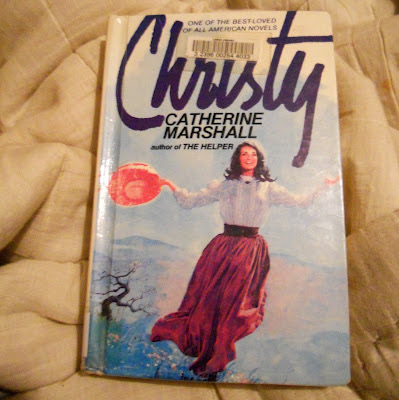 ONE OF THE BEST-LOVED
OF ALL AMERICAN NOVELS
Christy
CATHERINE
MARSHALL
author of THE HELPER